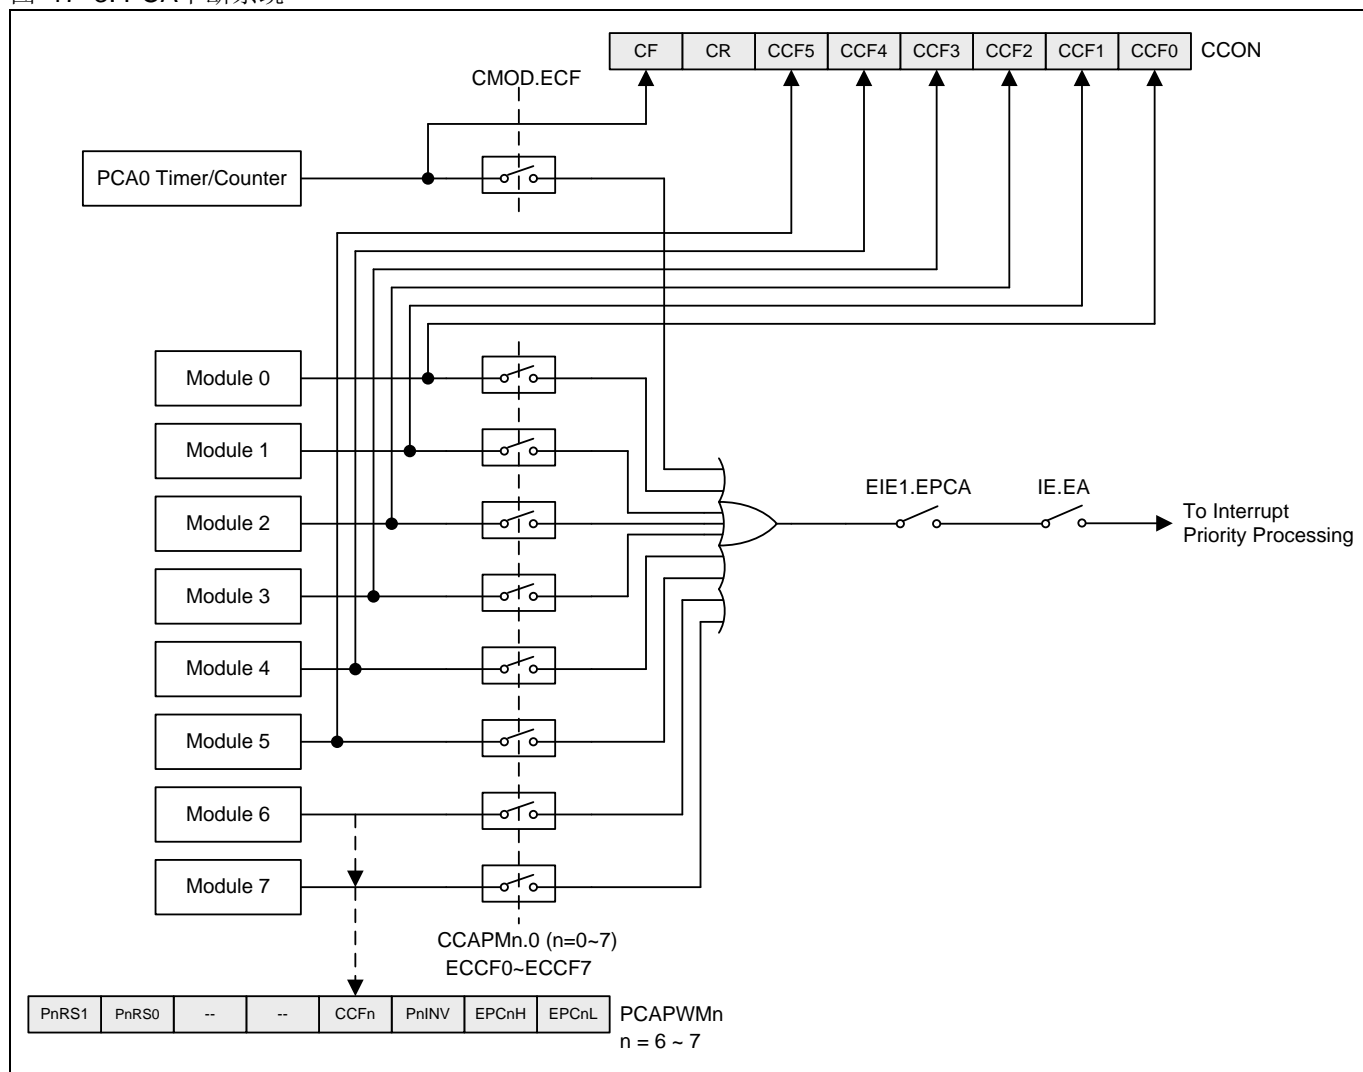 CF CR CCF5 CCF4 CCF3 CCF2 CCF1 CCF0 CCON
CMOD.ECF
PCA0 Timer/Counter
Module 0
Module 1
Module 2
Module 3
Module 4
Module 5
Module 6
Module 7
EIE1.EPCA
IE.EA
To Interrupt
Priority Processing
CCAPMn.0 (n=0~7)
ECCF0~ECCF7
PnRS1 PnRS0 -- -- CCFn PnINV EPCnH EPCnL PCAPWMn
n = 6 ~ 7